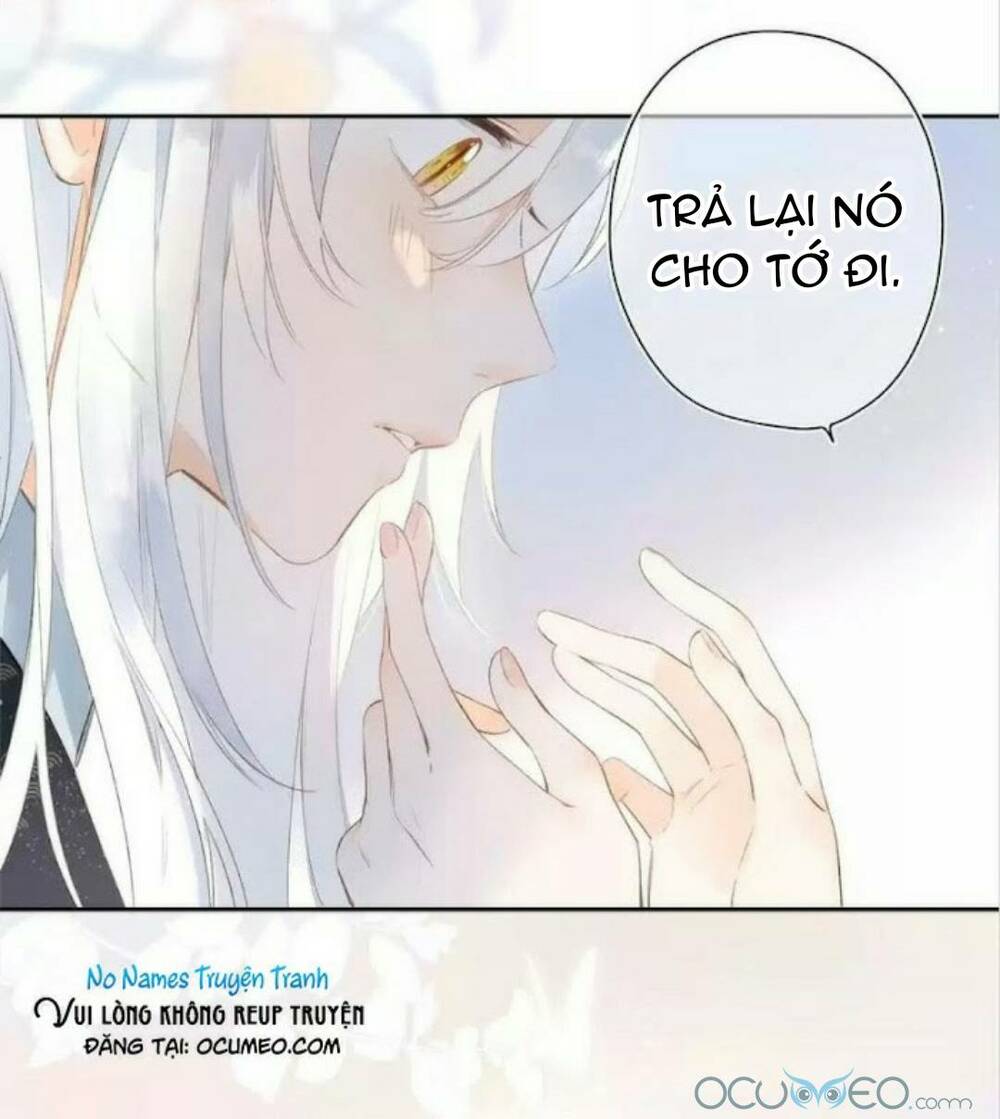 TRẢ LẠI NÓ
CHO TỚ ĐI.
No Names Truyện Tranh
VUI LÒNG KHÔNG REUP TRUYỆN
ĐĂNG TẠI: OCUMEO.COM
OCUMEO.comm